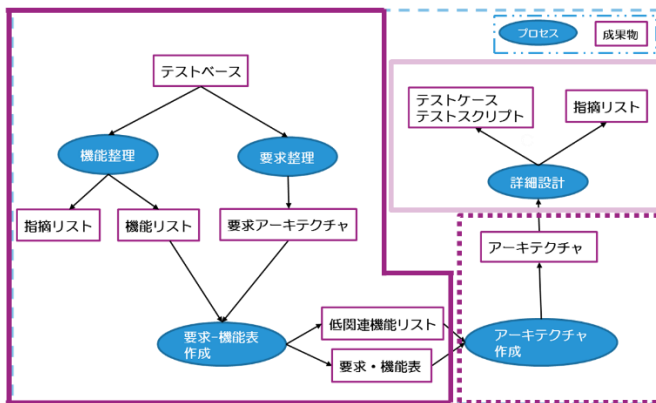 プロセス
成果物
テストベース
テストケース
テストスクリプト
指摘リスト
機能整理
要求整理
詳細設計
指摘リスト
機能リスト
要求アーキテクチャ
アーキテクチャ
低関連機能リスト
要求-機能表
作成
アーキテクチャ
作成
要求・機能表